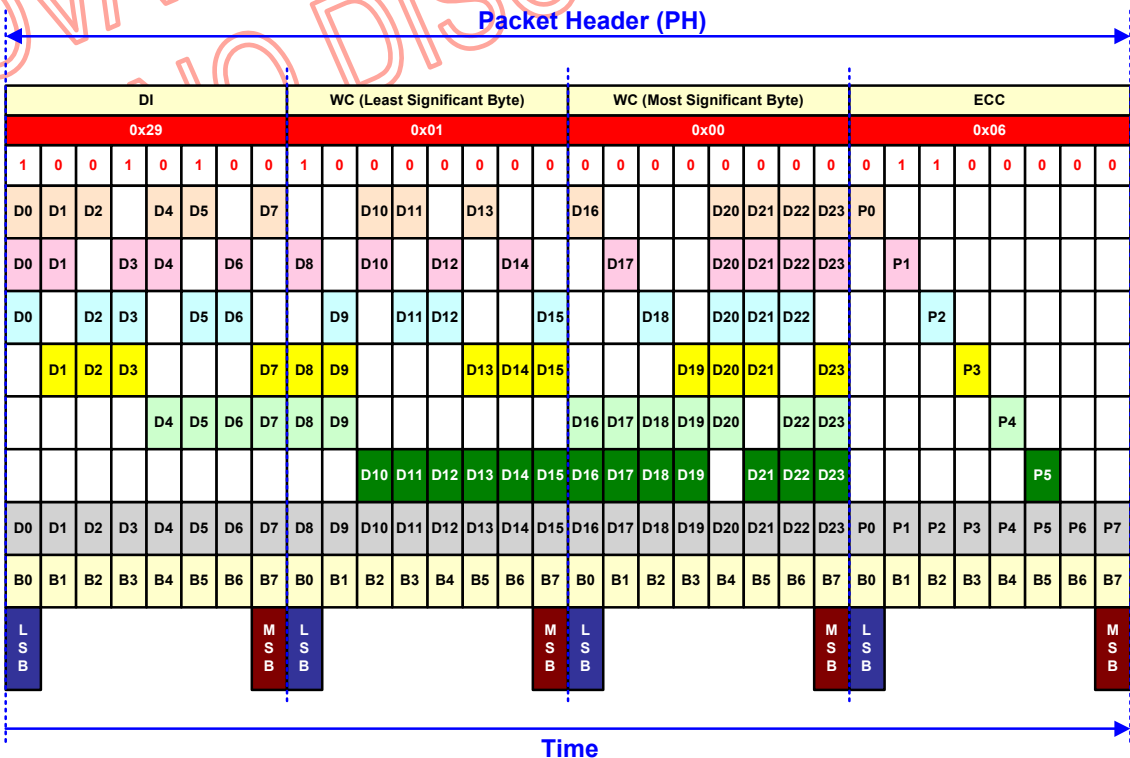 Packet Header (PH)
DI WC (Least Significant Byte) WC (Most Significant Byte) ECC
0x29 0x01 0x00 0x06
1 0 0 1 0 1 0 0 1 0 0 0 0 0 0 0 0 0 0 0 0 0 0 0 0 1 1 0 0 0 0 0
D0 D1 D2 D4 D5 D7 D10 D11 D13 D16 D20 D21 D22 D23 P0
D0 D1 D3 D4 D6 D8 D10 D12 D14 D17 D20 D21 D22 D23 P1
D0 D2 D3 D5 D6 D9 D11 D12 D15 D18 D20 D21 D22 P2
D1 D2 D3 D7 D8 D9 D13 D14 D15 D19 D20 D21 D23 P3
D4 D5 D6 D7 D8 D9 D16 D17 D18 D19 D20 D22 D23 P4
D10 D11 D12 D13 D14 D15 D16 D17 D18 D19 D21 D22 D23 P5
D0 D1 D2 D3 D4 D5 D6 D7 D8 D9 D10 D11 D12 D13 D14 D15 D16 D17 D18 D19 D20 D21 D22 D23 P0 P1 P2 P3 P4 P5 P6 P7
B0 B1 B2 B3 B4 B5 B6 B7 B0 B1 B2 B3 B4 B5 B6 B7 B0 B1 B2 B3 B4 B5 B6 B7 B0 B1 B2 B3 B4 B5 B6 B7
LSB MSB LSB MSB LSB MSB LSB MSB
Time